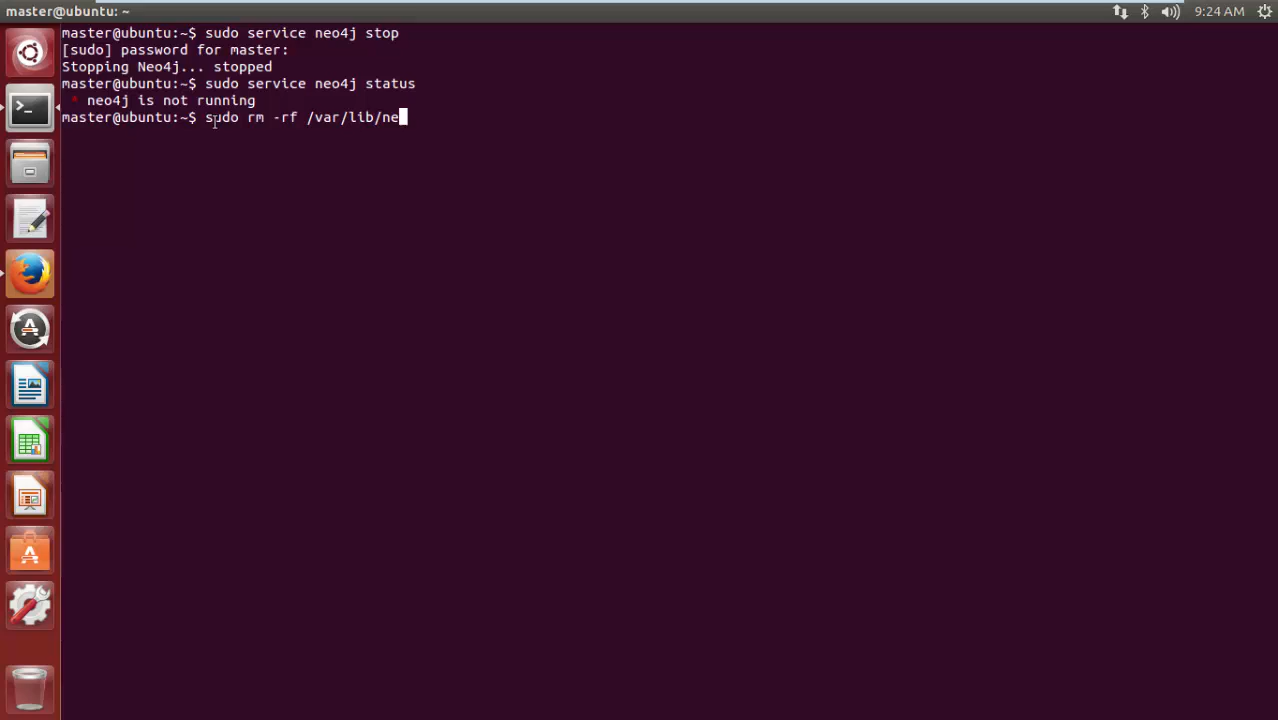 master@ubuntu: ~
9:24 AM
master@ubuntu:~$ sudo service neo4j stop
[sudo] password for master:
Stopping Neo4j... stopped
master@ubuntu:~$ sudo service neo4j status
* neo4j is not running
master@ubuntu:~$ sudo rm -rf /var/lib/ne